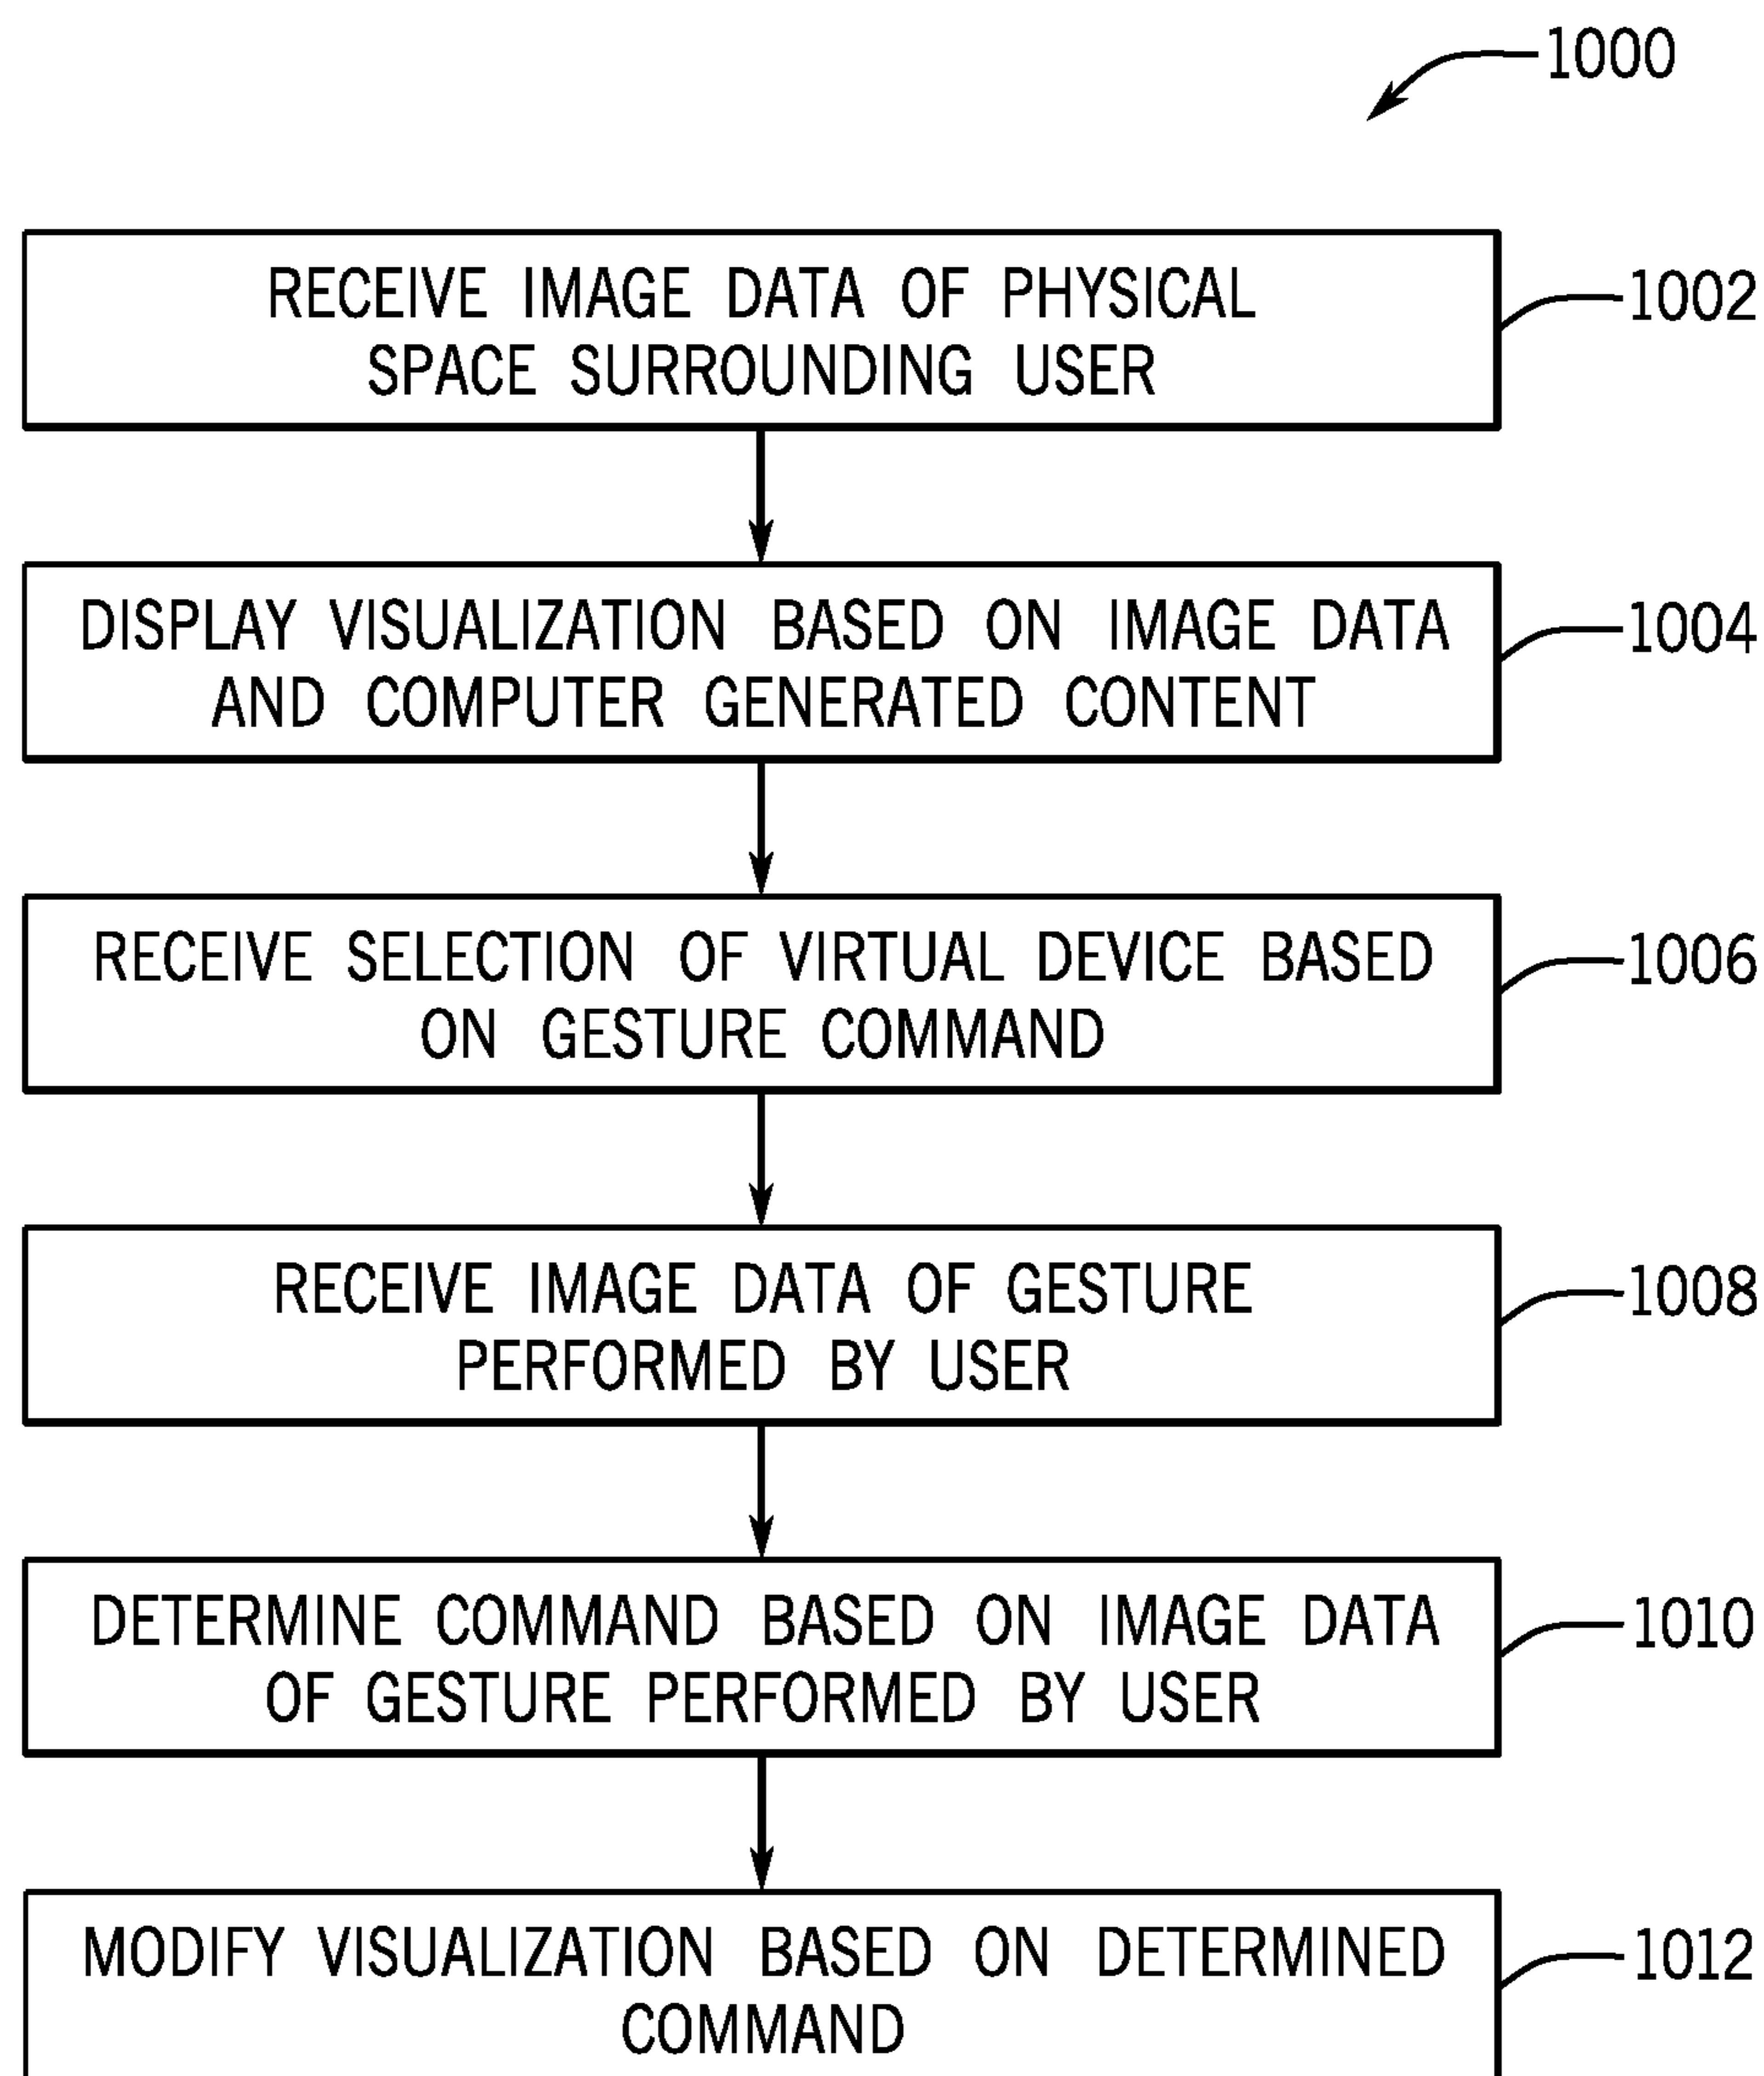 1000
RECEIVE IMAGE DATA OF PHYSICAL
SPACE SURROUNDING USER
1002
DISPLAY VISUALIZATION BASED ON IMAGE DATA
AND COMPUTER GENERATED CONTENT
1004
RECEIVE SELECTION OF VIRTUAL DEVICE BASED
ON GESTURE COMMAND
1006
RECEIVE IMAGE DATA OF GESTURE
PERFORMED BY USER
1008
DETERMINE COMMAND BASED ON IMAGE DATA
OF GESTURE PERFORMED BY USER
1010
MODIFY VISUALIZATION BASED ON DETERMINED
COMMAND
1012